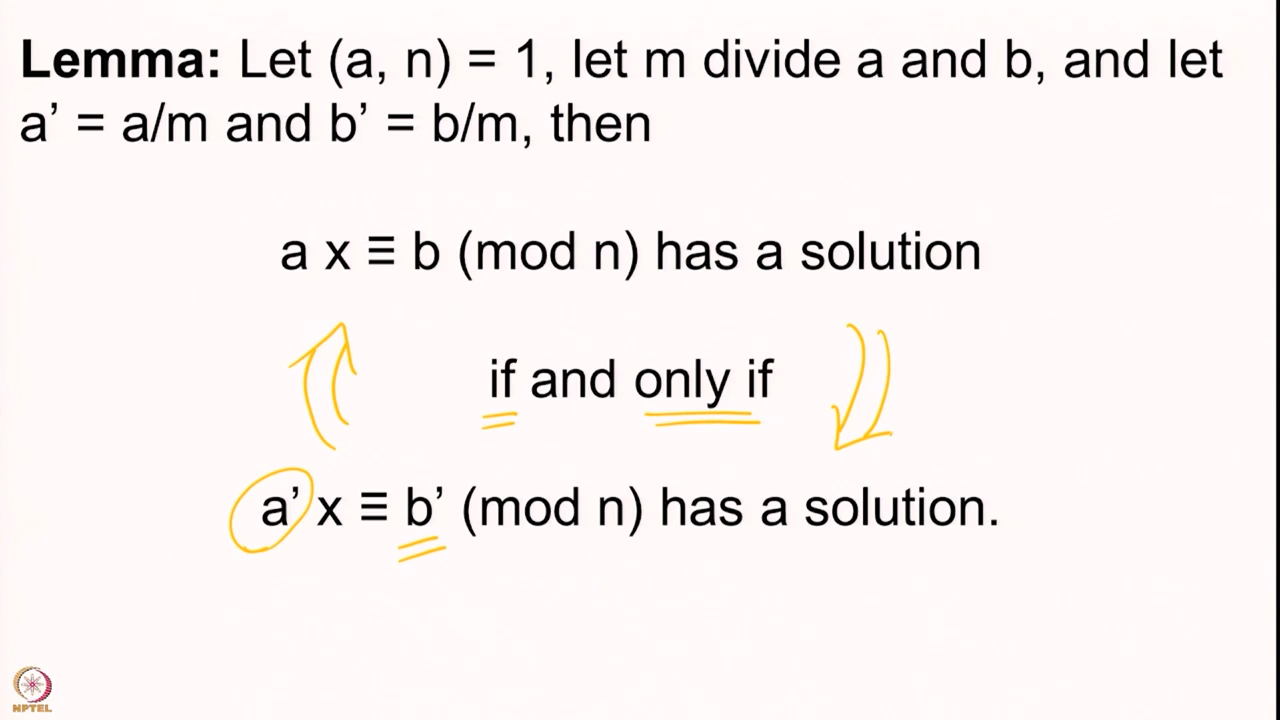 Lemma: Let (a, n) = 1, let m divide a and b, and let
a’ = a/m and b’ = b/m, then
a x ≡ b (mod n) has a solution
if and only if
a’ x ≡ b’ (mod n) has a solution.
NPTEL